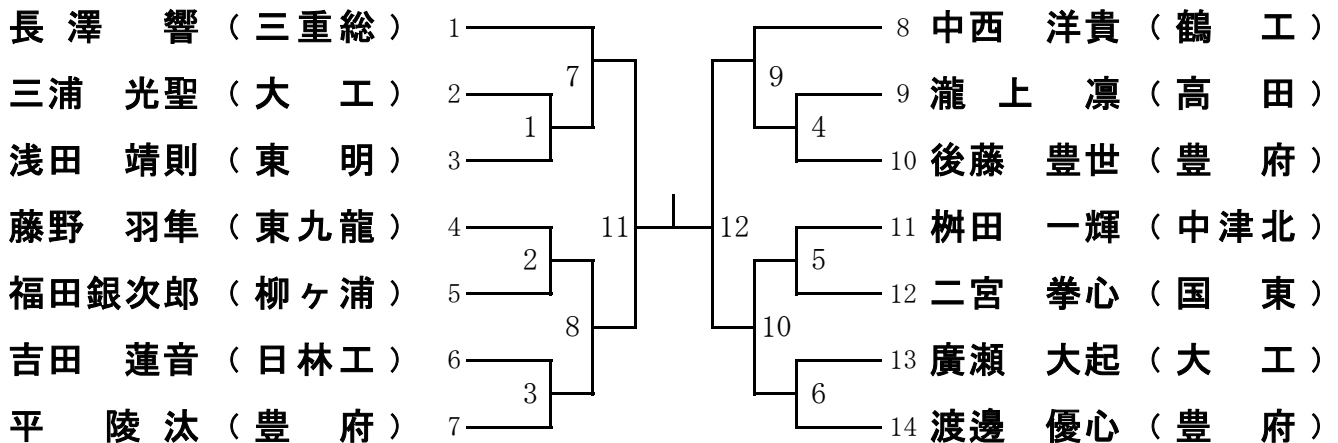 長澤 響（三重総） 1
三浦 光聖（大 工） 2
浅田 靖則（東 明） 3
藤野 羽隼（東九龍） 4
福田銀次郎（柳ヶ浦） 5
吉田 蓮音（日林工） 6
平 陵汰（豊 府） 7
7
1
2
8
3
11
12
9
4
5
10
6
8 中西 洋貴（鶴 工）
9 瀧上 凛（高 田）
10 後藤 豊世（豊 府）
11 桝田 一輝（中津北）
12 二宮 拳心（国 東）
13 廣瀬 大起（大 工）
14 渡邊 優心（豊 府）